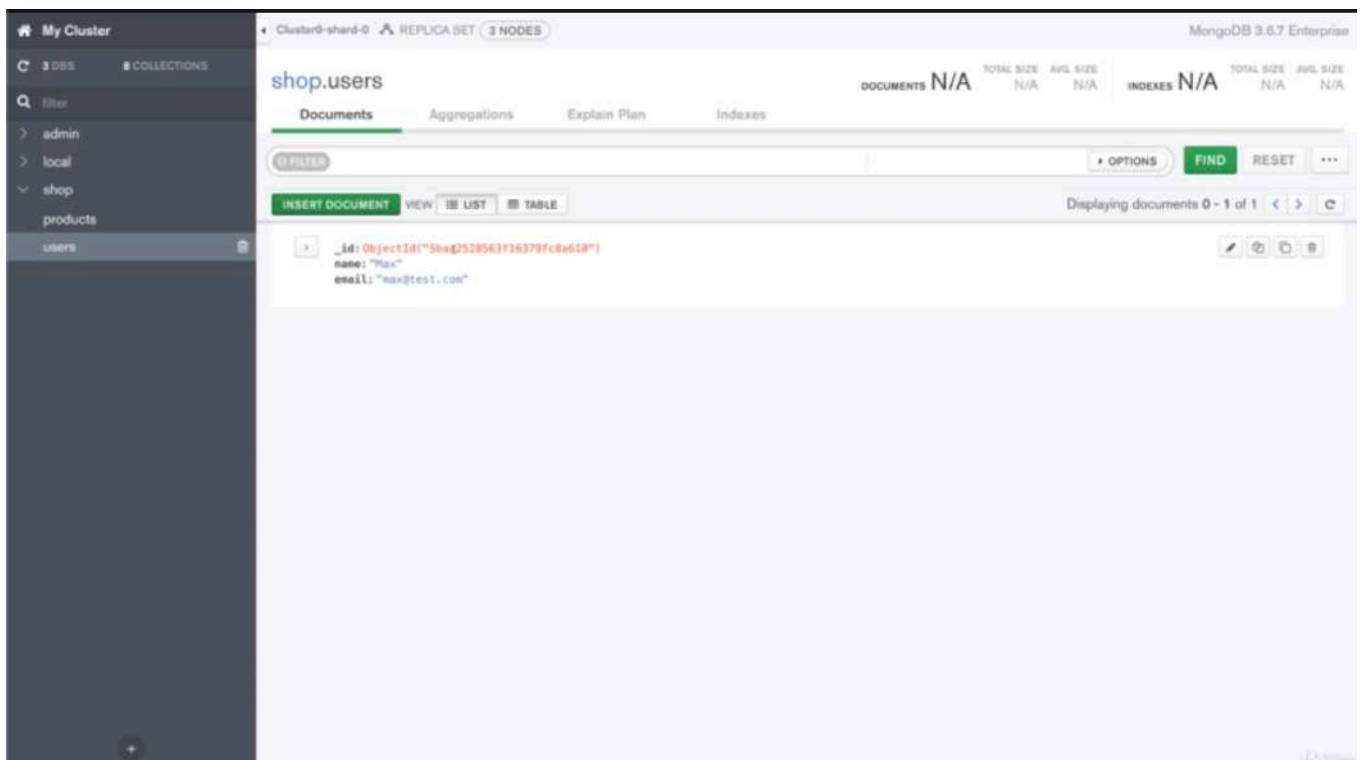 My Cluster
3 DBS 8 COLLECTIONS
filter
admin
local
shop
products
users
Cluster0-shard-0 REPLICA SET 3 NODES
MongoDB 3.6.7 Enterprise
shop.users
DOCUMENTS N/A TOTAL SIZE N/A AVG. SIZE N/A INDEXES N/A TOTAL SIZE N/A AVG. SIZE N/A
Documents Aggregations Explain Plan Indexes
FILTER OPTIONS FIND RESET ...
INSERT DOCUMENT VIEW LIST TABLE Displaying documents 0 - 1 of 1 < >
name: "Max"
email: "max@test.com"